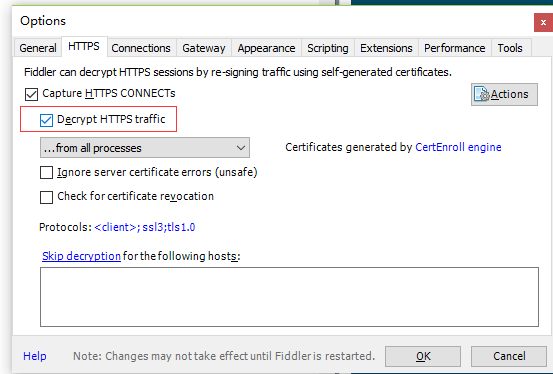 Options
x
General HTTPS Connections Gateway Appearance Scripting Extensions Performance Tools
Fiddler can decrypt HTTPS sessions by re-signing traffic using self-generated certificates.
Capture HTTPS CONNECTs
Actions
Decrypt HTTPS traffic
...from all processes
Certificates generated by CertEnroll engine
Ignore server certificate errors (unsafe)
Check for certificate revocation
Protocols: <client>;ssl3;tls1.0
Skip decryption for the following hosts:
Help Note: Changes may not take effect until Fiddler is restarted. OK Cancel